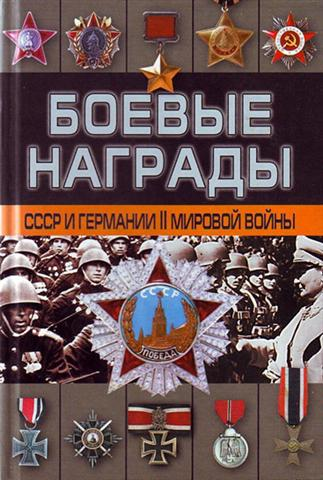 БОЕВЫЕ
НАГРАДЫ
СССР И ГЕРМАНИИ II МИРОВОЙ ВОЙНЫ
СССР
ПОБЕДА